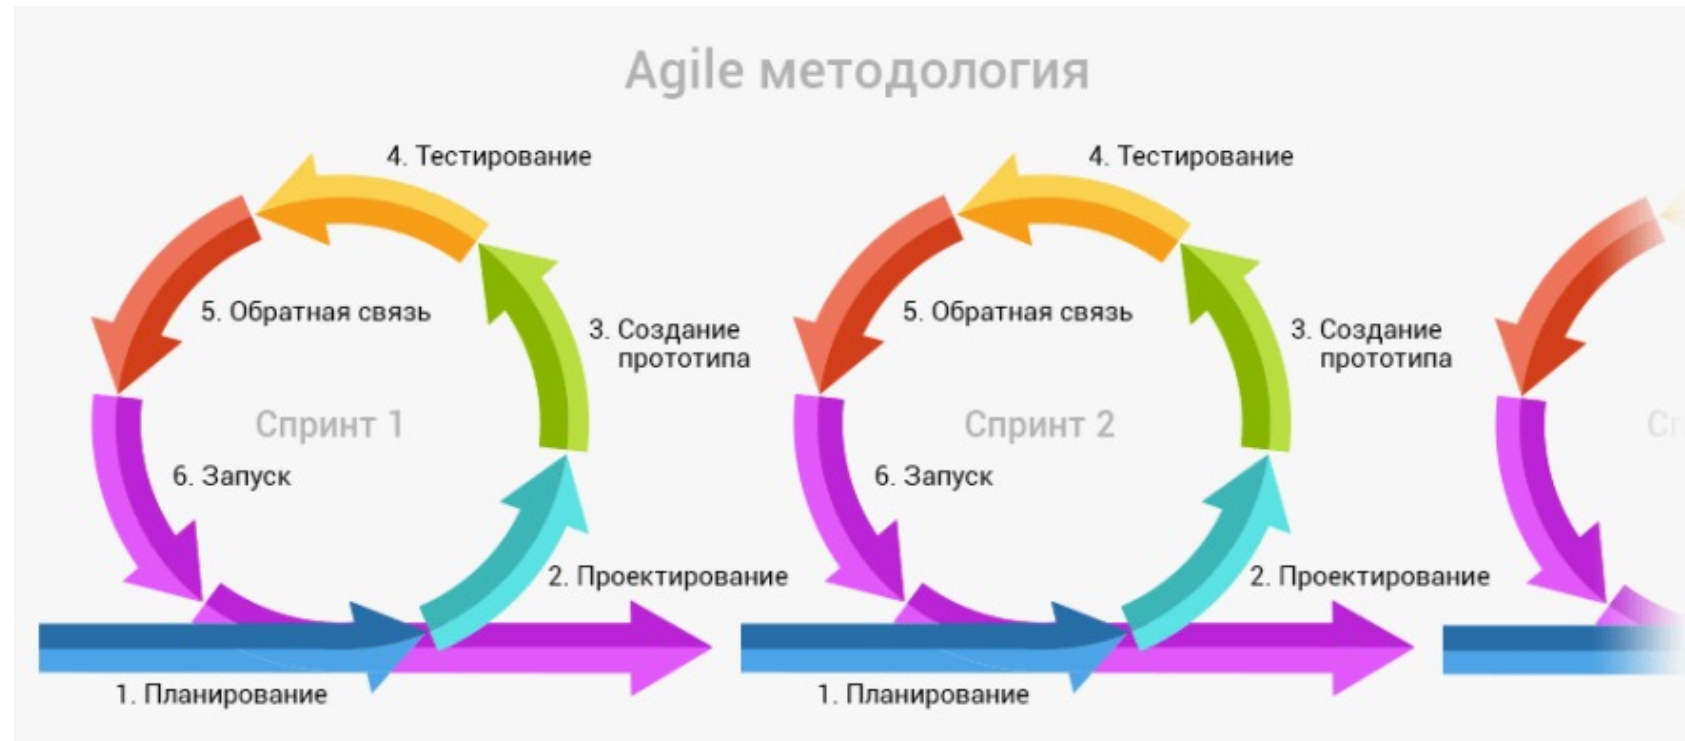 Agile методология
4. Тестирование
5. Обратная связь
3. Создание
прототипа
Спринт 1
6. Запуск
2. Проектирование
1. Планирование
4. Тестирование
5. Обратная связь
3. Создание
прототипа
Спринт 2
6. Запуск
2. Проектирование
1. Планирование